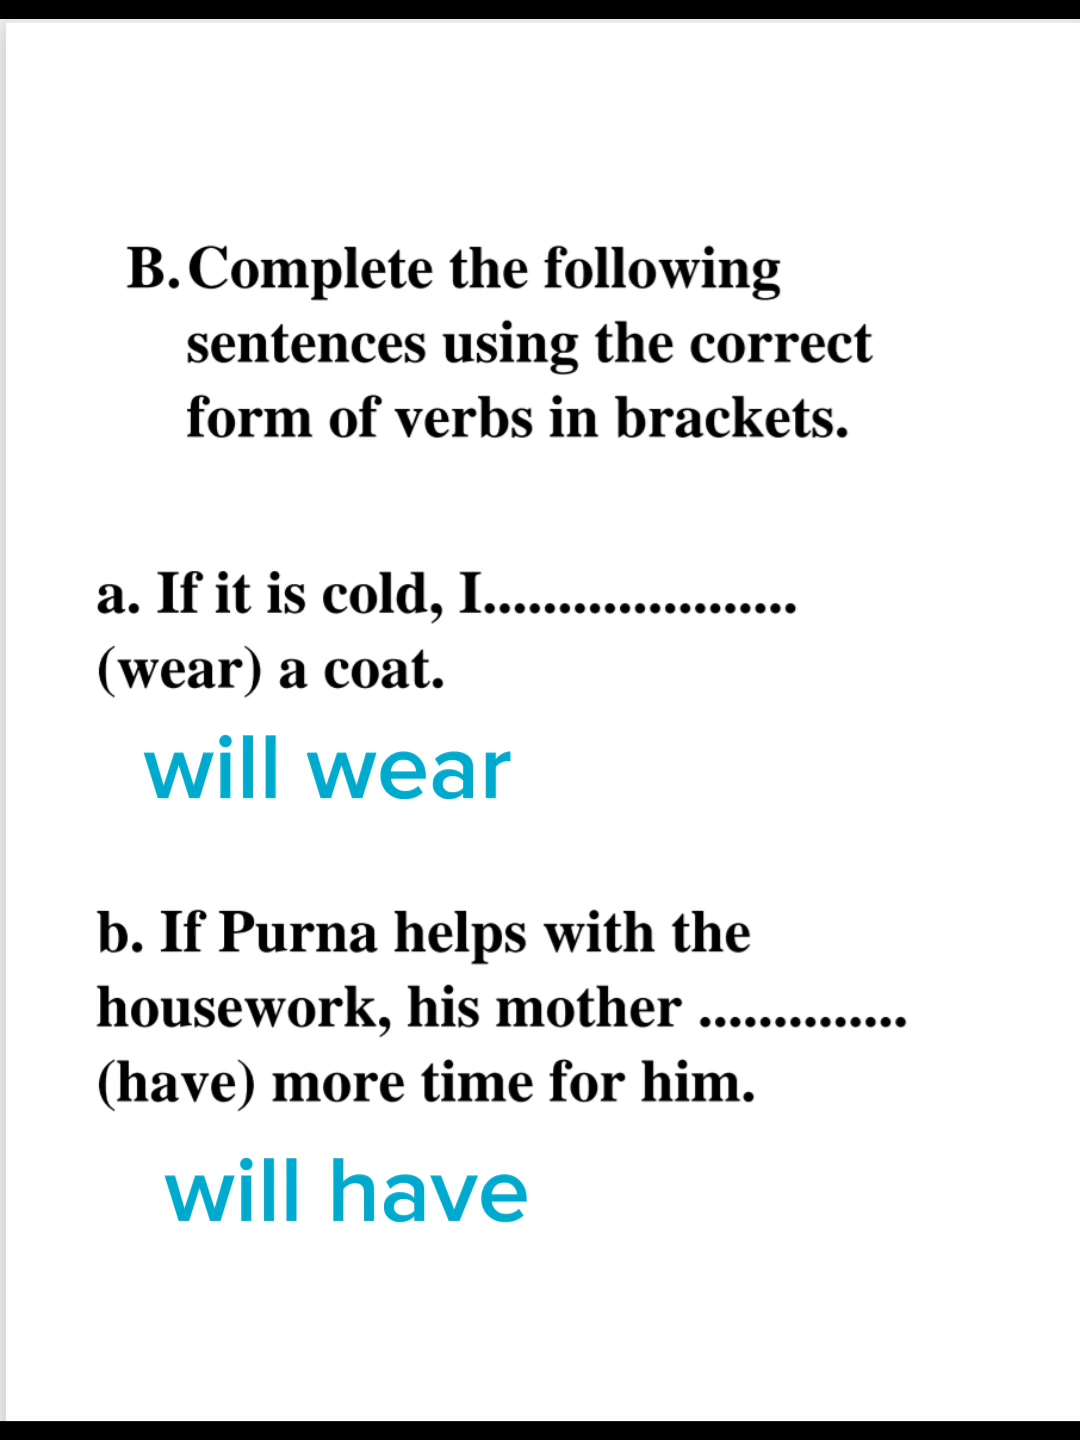 B. Complete the following
sentences using the correct
form of verbs in brackets.
a. If it is cold, I.....................
(wear) a coat.
will wear
b. If Purna helps with the
housework, his mother ..............
(have) more time for him.
will have